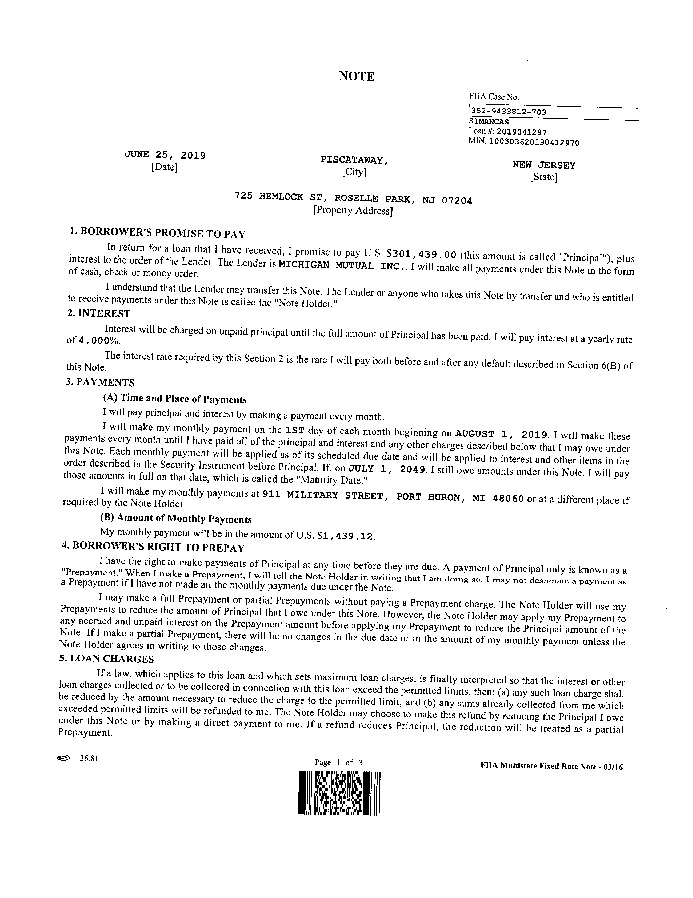 NOTE
FHA Case No.
352-9433812-703
SIMANCAS
Loan #: 2019041297
MIN: 100303620190412970
JUNE 25, 2019
[Date]
PISCATAWAY,
[City]
NEW JERSEY
[State]
725 HEMLOCK ST, ROSELLE PARK, NJ 07204
[Property Address]
1. BORROWER'S PROMISE TO PAY
In return for a loan that I have received, I promise to pay U.S. $301,439.00 (this amount is called "Principal"), plus
interest to the order of the Lender. The Lender is MICHIGAN MUTUAL INC.. I will make all payments under this Note in the form
of cash, check or money order.
I understand that the Lender may transfer this Note. The Lender or anyone who takes this Note by transfer and who is entitled
to receive payments under this Note is called the "Note Holder."
2. INTEREST
Interest will be charged on unpaid principal until the full amount of Principal has been paid. I will pay interest at a yearly rate
of 4.000%.
The interest rate required by this Section 2 is the rate I will pay both before and after any default described in Section 6(B) of
this Note.
3. PAYMENTS
(A) Time and Place of Payments
I will pay principal and interest by making a payment every month.
I will make my monthly payment on the 1ST day of each month beginning on AUGUST 1, 2019. I will make these
payments every month until I have paid all of the principal and interest and any other charges described below that I may owe under
this Note. Each monthly payment will be applied as of its scheduled due date and will be applied to interest and other items in the
order described in the Security Instrument before Principal. If, on JULY 1, 2049, I still owe amounts under this Note, I will pay
those amounts in full on that date, which is called the "Maturity Date."
I will make my monthly payments at 911 MILITARY STREET, PORT HURON, MI 48060 or at a different place if
required by the Note Holder
(B) Amount of Monthly Payments
My monthly payment will be in the amount of U.S. $1,439.12.
4. BORROWER'S RIGHT TO PREPAY
I have the right to make payments of Principal at any time before they are due. A payment of Principal only is known as a
"Prepayment." When I make a Prepayment, I will tell the Note Holder in writing that I am doing so. I may not designate a payment as
a Prepayment if I have not made all the monthly payments due under the Note.
I may make a full Prepayment or partial Prepayments without paying a Prepayment charge. The Note Holder will use my
Prepayments to reduce the amount of Principal that I owe under this Note. However, the Note Holder may apply my Prepayment to
any accrued and unpaid interest on the Prepayment amount before applying my Prepayment to reduce the Principal amount of the
Note. If I make a partial Prepayment, there will be no changes in the due date or in the amount of my monthly payment unless the
Note Holder agrees in writing to those changes.
5. LOAN CHARGES
If a law, which applies to this loan and which sets maximum loan charges, is finally interpreted so that the interest or other
loan charges collected or to be collected in connection with this loan exceed the permitted limits, then: (a) any such loan charge shall
be reduced by the amount necessary to reduce the charge to the permitted limit, and (b) any sums already collected from me which
exceeded permitted limits will be refunded to me. The Note Holder may choose to make this refund by reducing the Principal I owe
under this Note or by making a direct payment to me. If a refund reduces Principal, the reduction will be treated as a partial
Prepayment.
Page 1 of 3
FHA Multistate Fixed Rate Note - 03/16